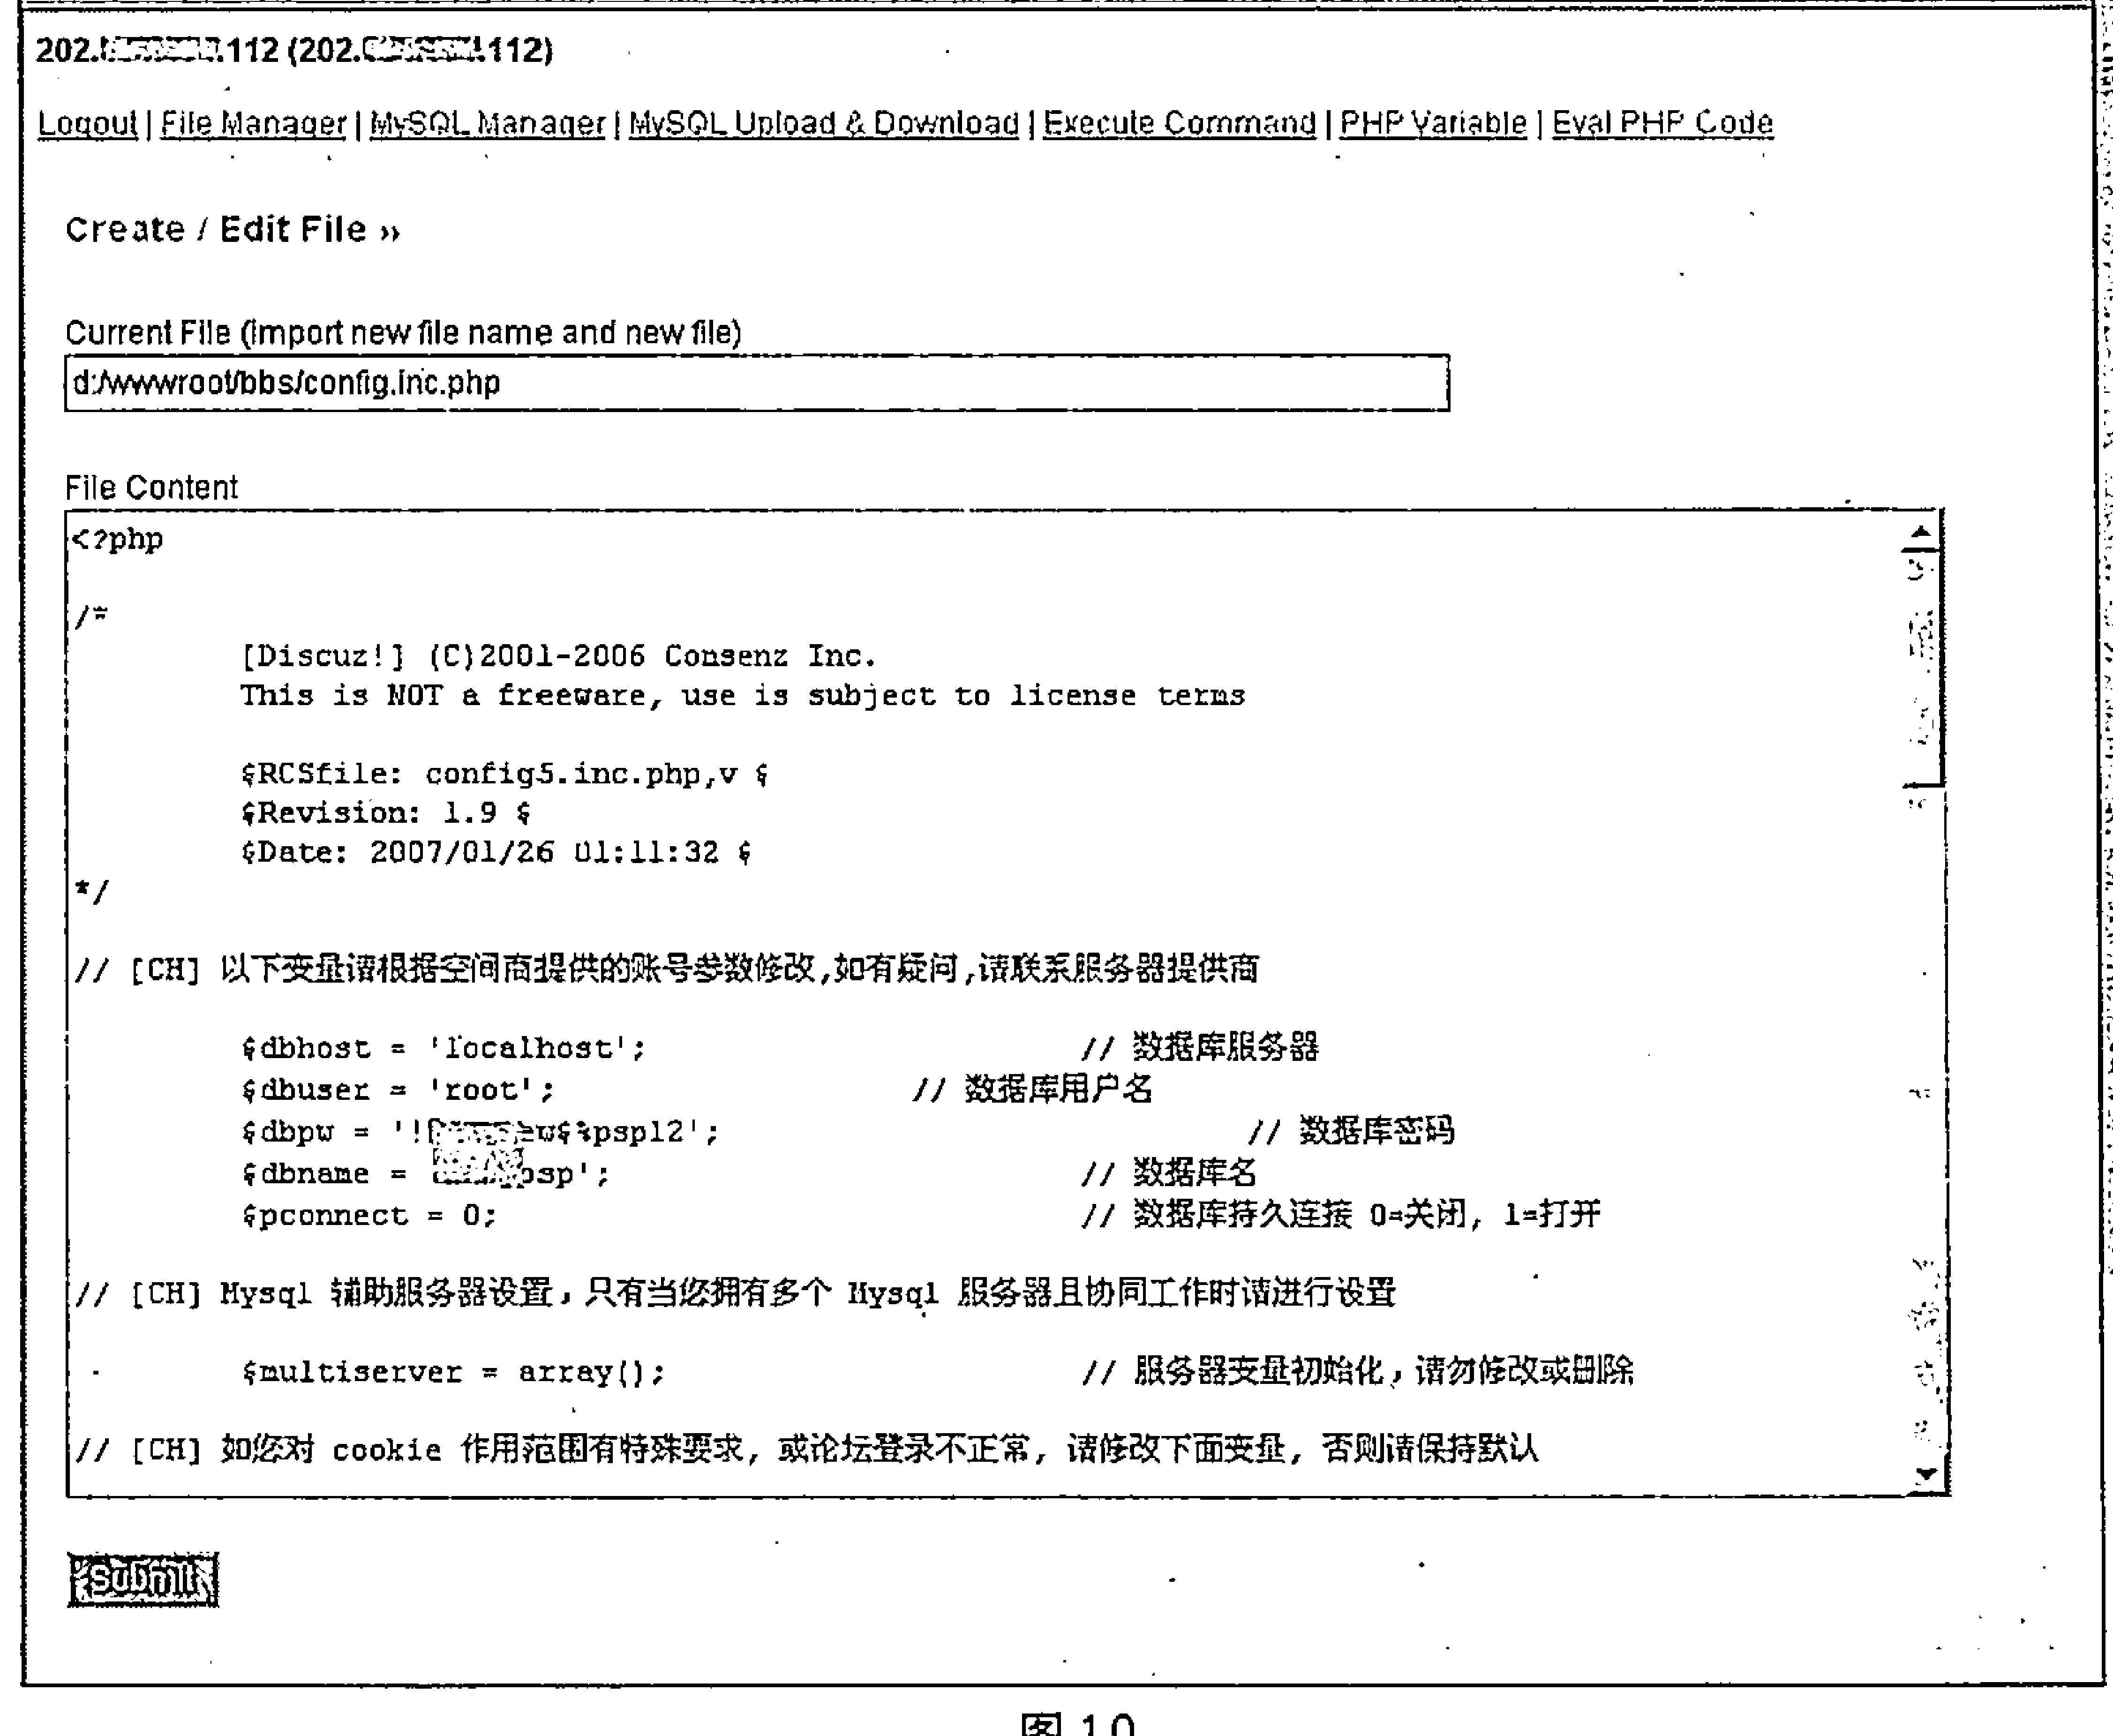 202. .112 (202. .112)
Logout | File Manager | MySQL Manager | MySQL Upload & Download | Execute Command | PHP Variable | Eval PHP Code
Create / Edit File »
Current File (import new file name and new file)
d:/wwwroot/bbs/config.inc.php
File Content
<?php
/*
[Discuz!] (C)2001-2006 Comsenz Inc.
This is NOT a freeware, use is subject to license terms
$RCSfile: config5.inc.php,v $
$Revision: 1.9 $
$Date: 2007/01/26 01:11:32 $
*/
// [CH] 以下变量请根据空间商提供的账号参数修改,如有疑问,请联系服务器提供商
$dbhost = 'localhost'; // 数据库服务器
$dbuser = 'root'; // 数据库用户名
$dbpw = '! w$%psp12'; // 数据库密码
$dbname = psp'; // 数据库名
$pconnect = 0; // 数据库持久连接 0=关闭, 1=打开
// [CH] Mysql 辅助服务器设置，只有当您拥有多个 Mysql 服务器且协同工作时请进行设置
$multiserver = array(); // 服务器变量初始化，请勿修改或删除
// [CH] 如您对 cookie 作用范围有特殊要求, 或论坛登录不正常, 请修改下面变量, 否则请保持默认
Submit
图 10